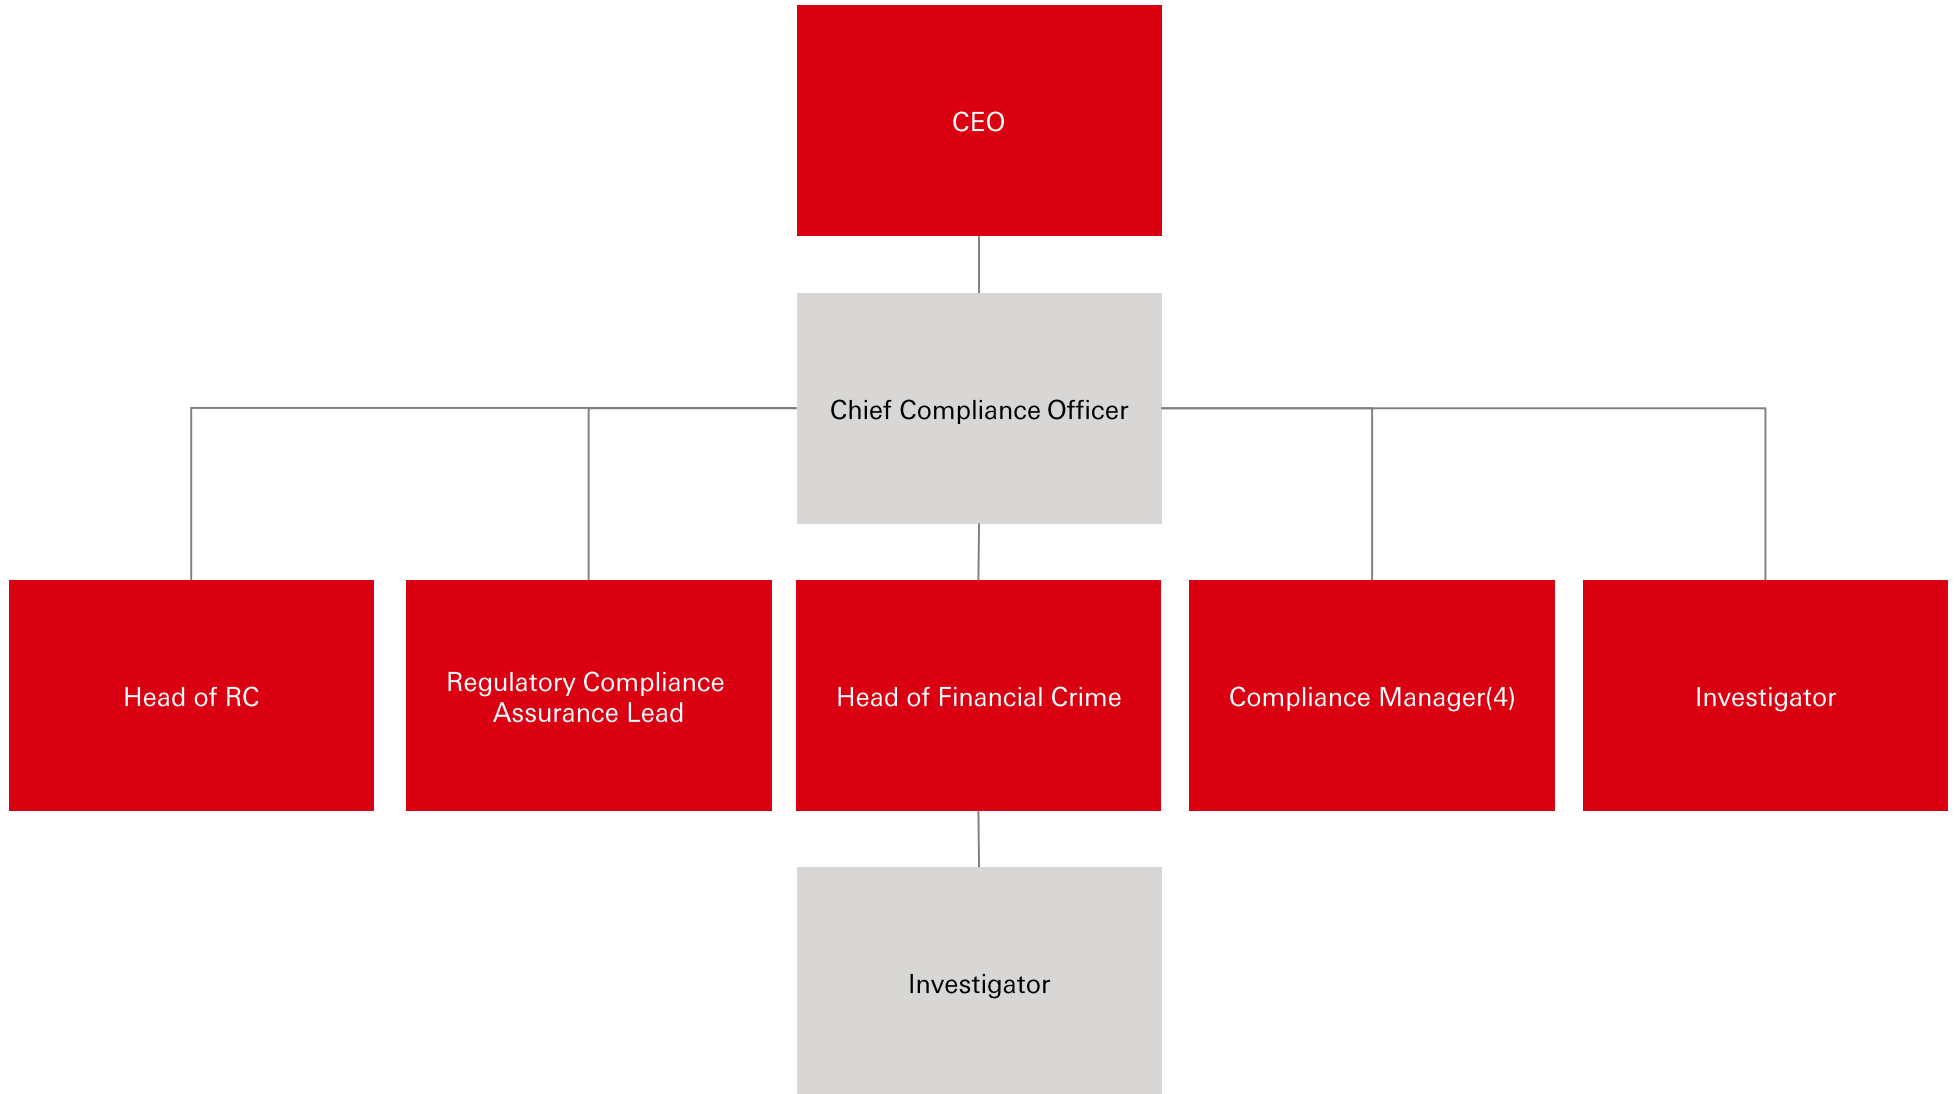 CEO
Chief Compliance Officer
Head of RC
Regulatory Compliance
Assurance Lead
Head of Financial Crime
Compliance Manager(4)
Investigator
Investigator